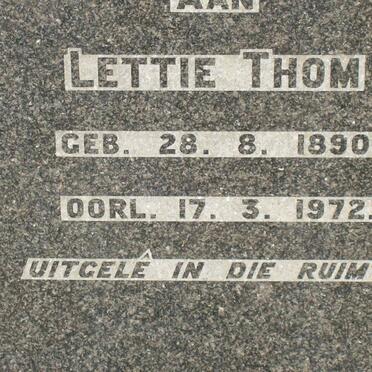 AAN
LETTIE THOM
GEB. 28. 8. 1890
OORL. 17. 3. 1972.
UITGELÊ IN DIE RUIM